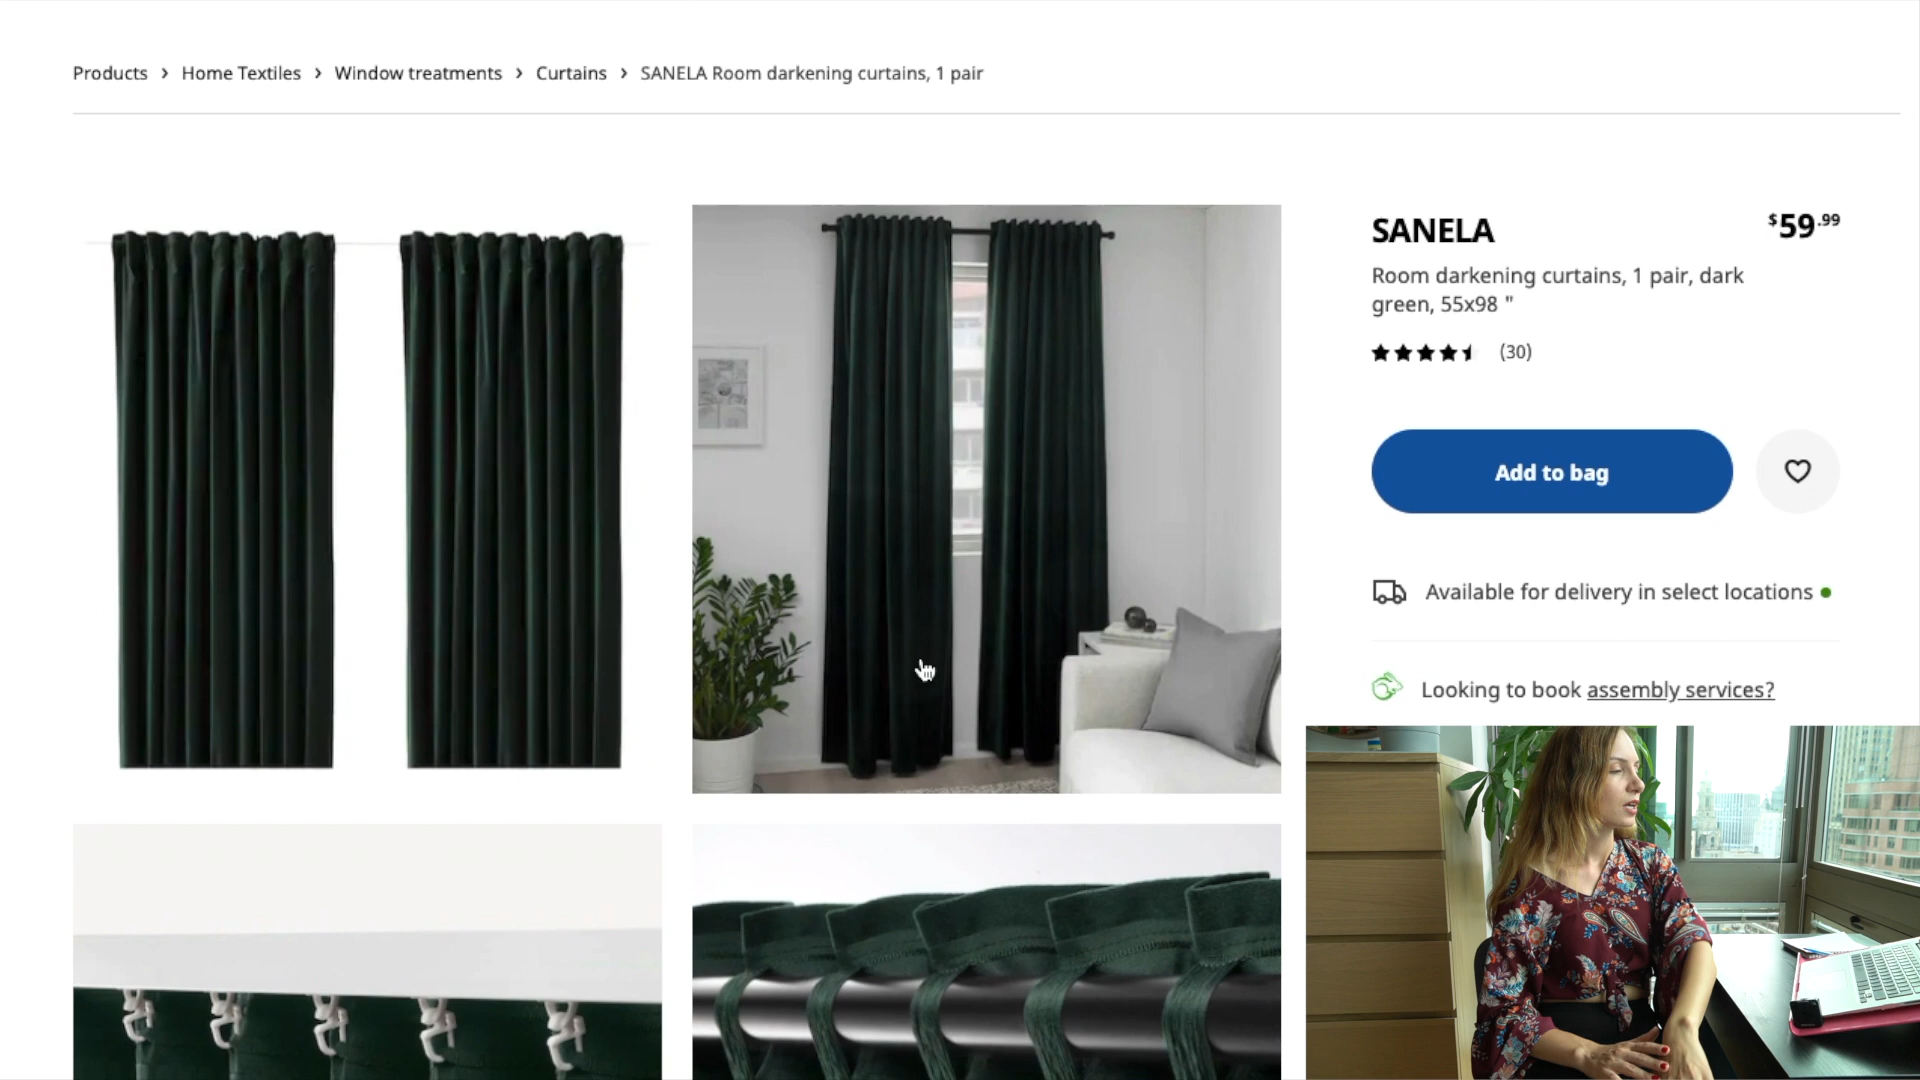 Products › Home Textiles › Window treatments › Curtains › SANELA Room darkening curtains, 1 pair
SANELA
$59.99
Room darkening curtains, 1 pair, dark
green, 55x98 "
(30)
Add to bag
Available for delivery in select locations
Looking to book assembly services?